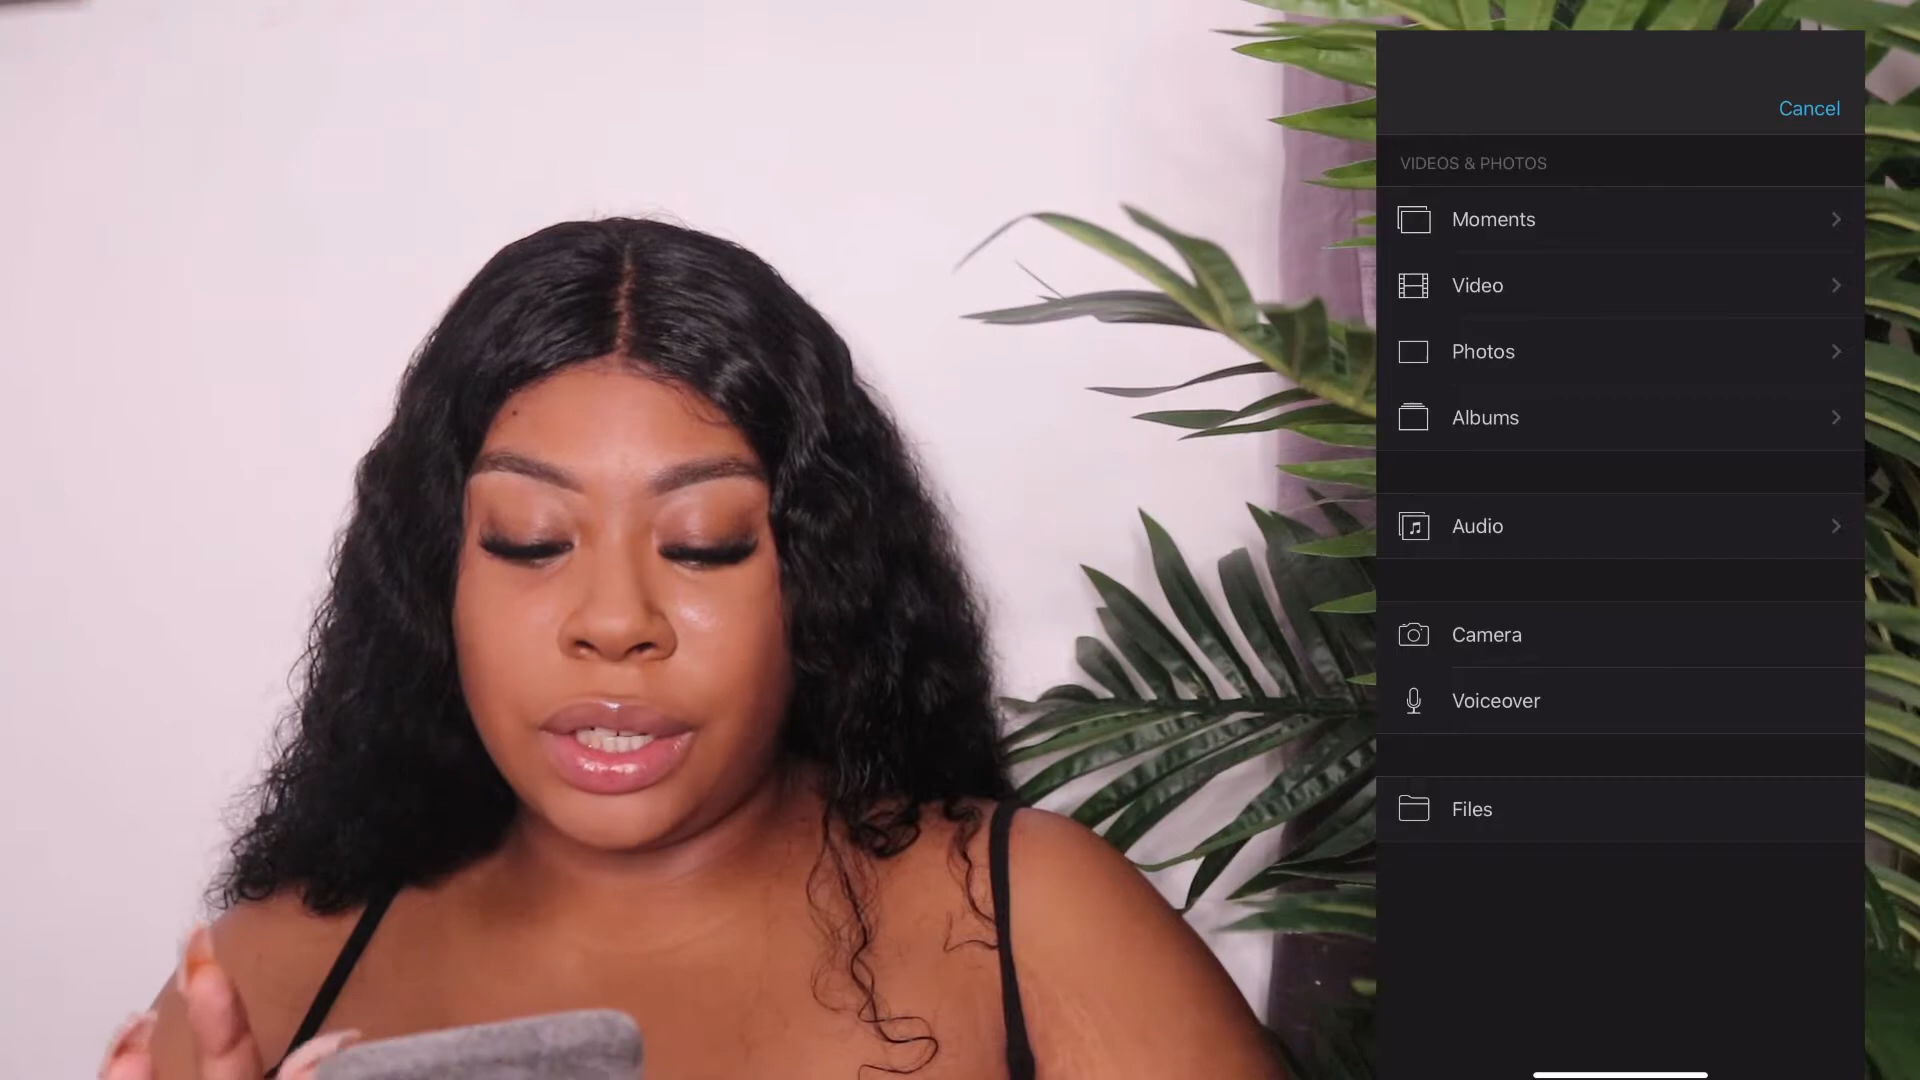 Cancel
VIDEOS & PHOTOS
Moments
Video
Photos
Albums
Audio
Camera
Voiceover
Files